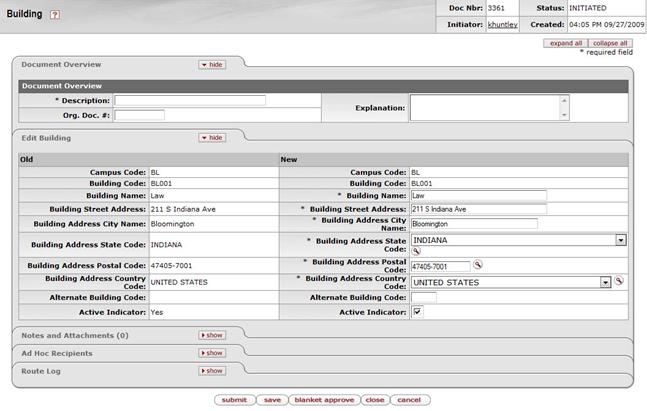 Doc Nbr: 3361 Status: INITIATED
Building ? Initiator: khuntley Created: 04:05 PM 09/27/2009
expand all collapse all
* required field
Document Overview hide
Document Overview
* Description: Explanation:
Org. Doc. #:
Edit Building hide
Old New
Campus Code: BL Campus Code: BL
Building Code: BL001 Building Code: BL001
Building Name: Law * Building Name: Law
Building Street Address: 211 S Indiana Ave * Building Street Address: 211 S Indiana Ave
Building Address City Name: Bloomington * Building Address City Name: Bloomington
Building Address State Code: INDIANA * Building Address State Code: INDIANA
Building Address Postal Code: 47405-7001 * Building Address Postal Code: 47405-7001
Building Address Country Code: UNITED STATES * Building Address Country Code: UNITED STATES
Alternate Building Code: Alternate Building Code:
Active Indicator: Yes Active Indicator:
Notes and Attachments (0) show
Ad Hoc Recipients show
Route Log show
submit save blanket approve close cancel